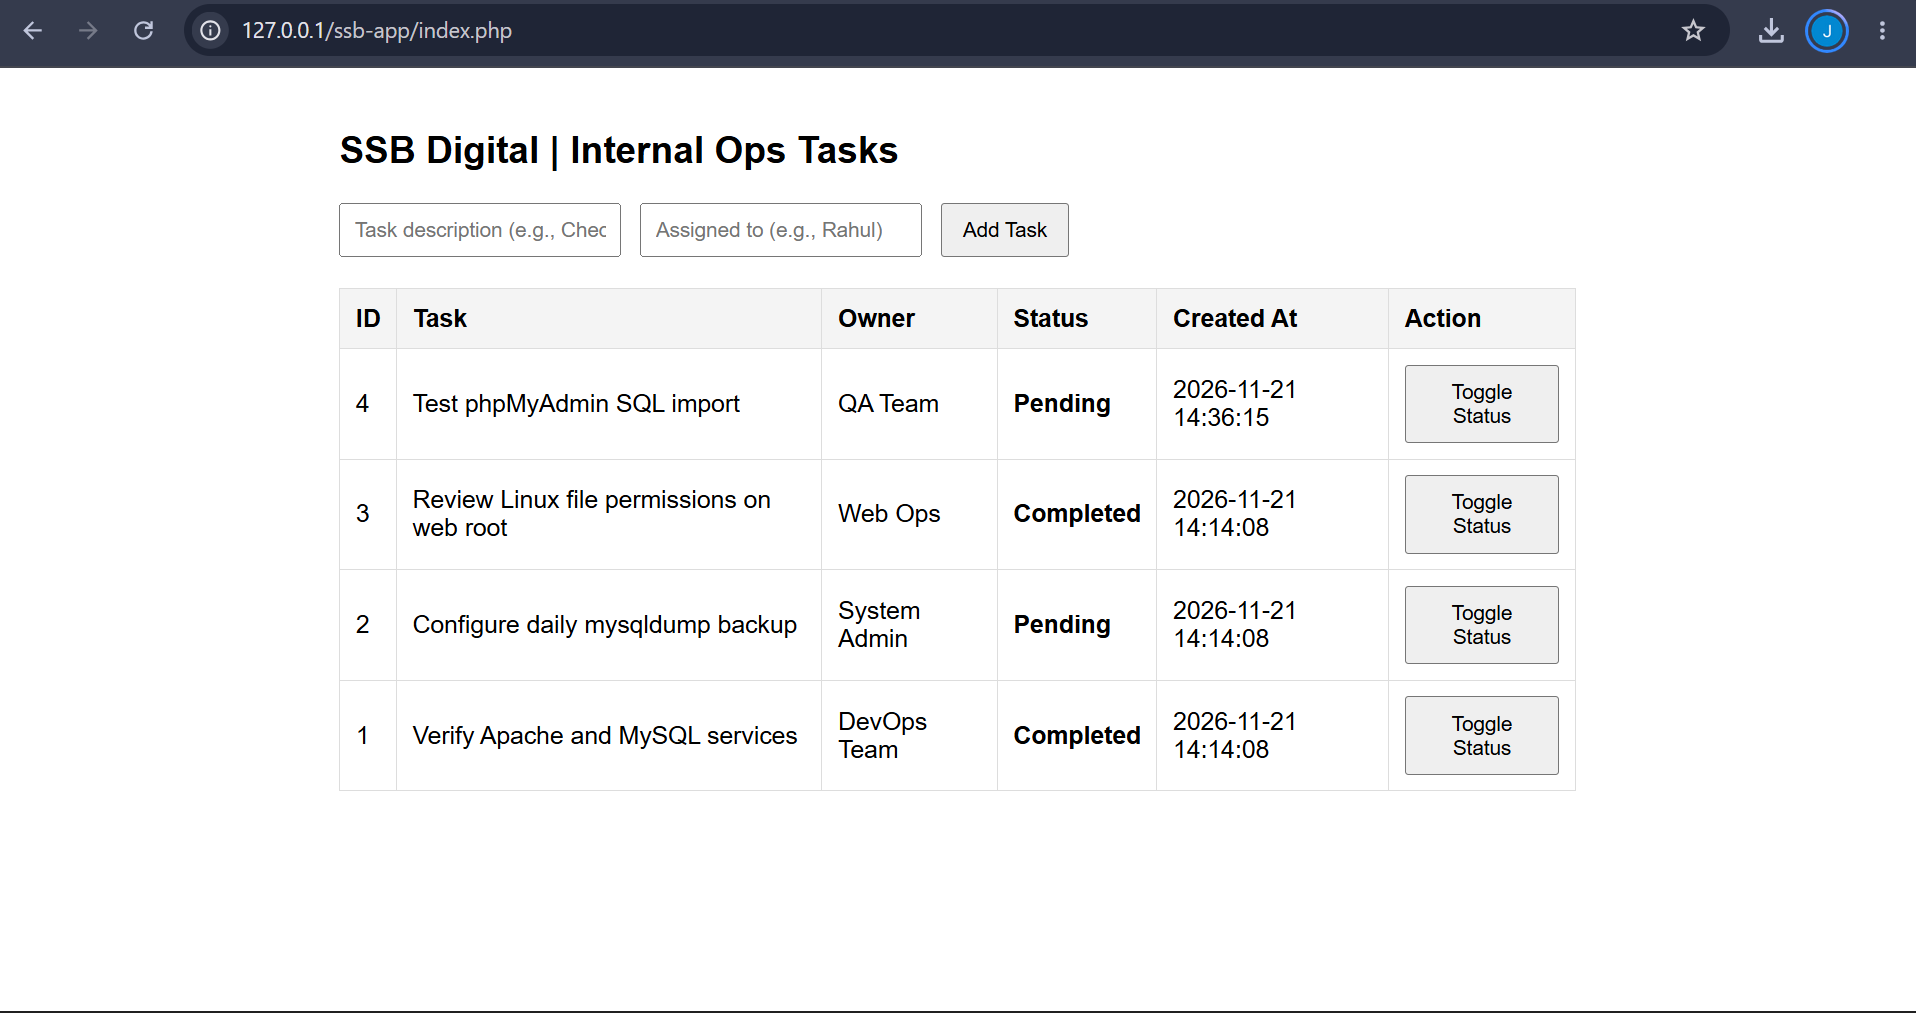 127.0.0.1/ssb-app/index.php
J
SSB Digital | Internal Ops Tasks
Task description (e.g., Chec
Assigned to (e.g., Rahul)
Add Task
ID Task Owner Status Created At Action
4 Test phpMyAdmin SQL import QA Team Pending 2026-11-21 14:36:15 Toggle Status
3 Review Linux file permissions on web root Web Ops Completed 2026-11-21 14:14:08 Toggle Status
2 Configure daily mysqldump backup System Admin Pending 2026-11-21 14:14:08 Toggle Status
1 Verify Apache and MySQL services DevOps Team Completed 2026-11-21 14:14:08 Toggle Status